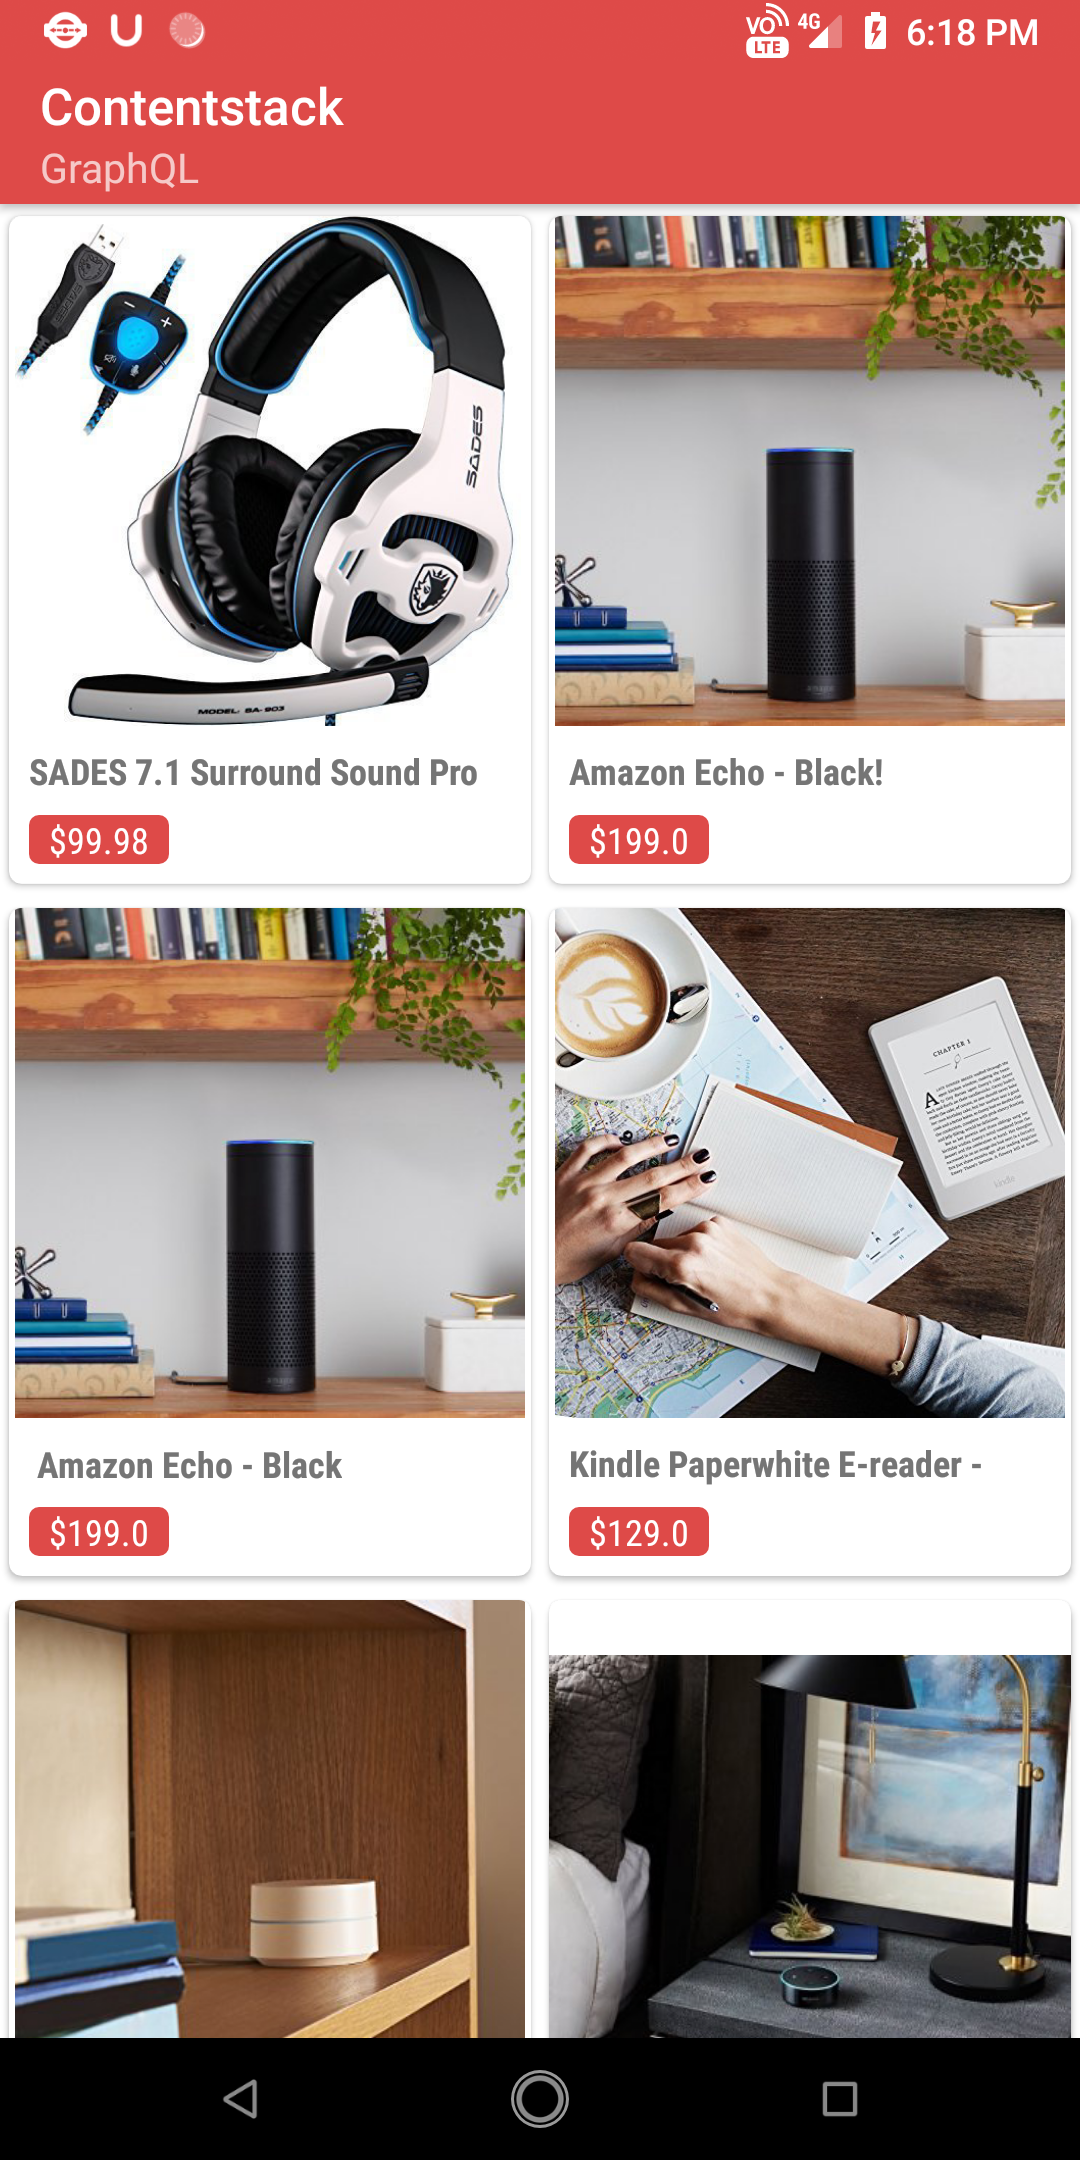 VO LTE 4G 6:18 PM
Contentstack
GraphQL
SADES
MODEL: SA-903
SADES 7.1 Surround Sound Pro
$99.98
Amazon Echo - Black!
$199.0
Amazon Echo - Black
$199.0
CHAPTER I
kindle
Kindle Paperwhite E-reader -
$129.0